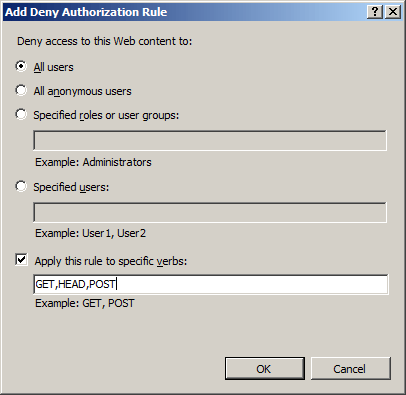 Add Deny Authorization Rule
Deny access to this Web content to:
All users
All anonymous users
Specified roles or user groups:
Example: Administrators
Specified users:
Example: User1, User2
Apply this rule to specific verbs:
GET,HEAD,POST
Example: GET, POST
OK Cancel